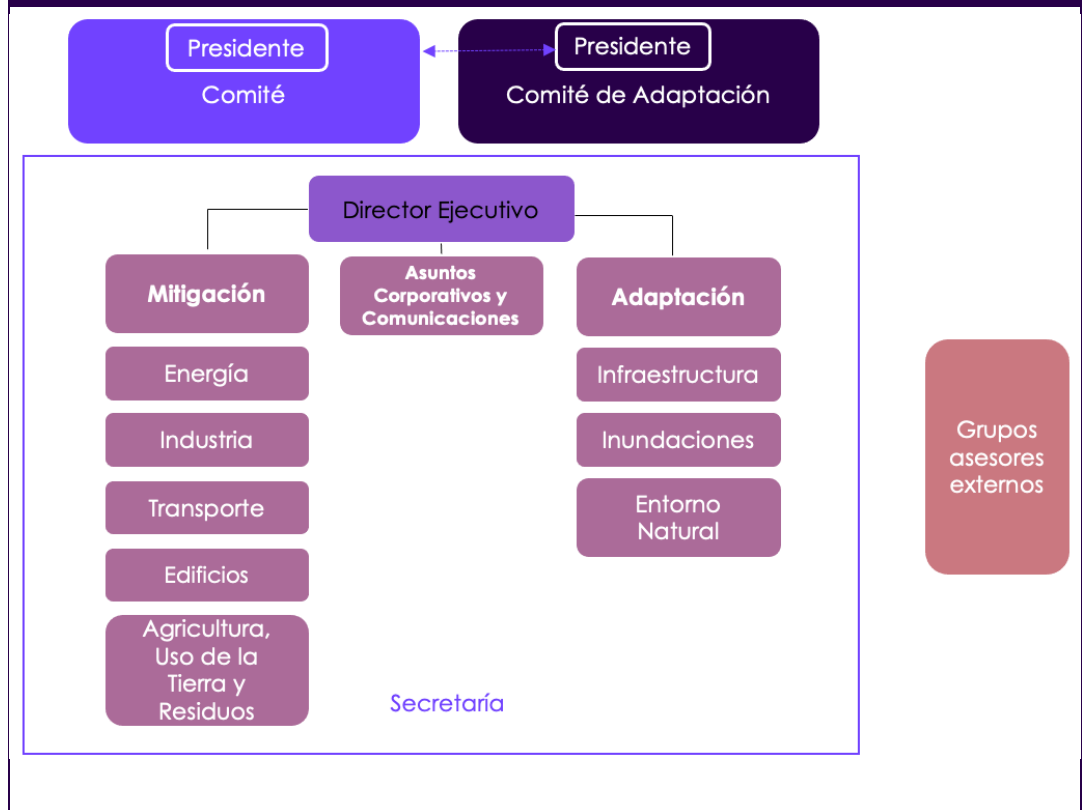 Presidente
Comité
Presidente
Comité de Adaptación
Director Ejecutivo
Mitigación
Energía
Industria
Transporte
Edificios
Agricultura,
Uso de la
Tierra y
Residuos
Asuntos
Corporativos y
Comunicaciones
Adaptación
Infraestructura
Inundaciones
Entorno
Natural
Secretaría
Grupos
asesores
externos